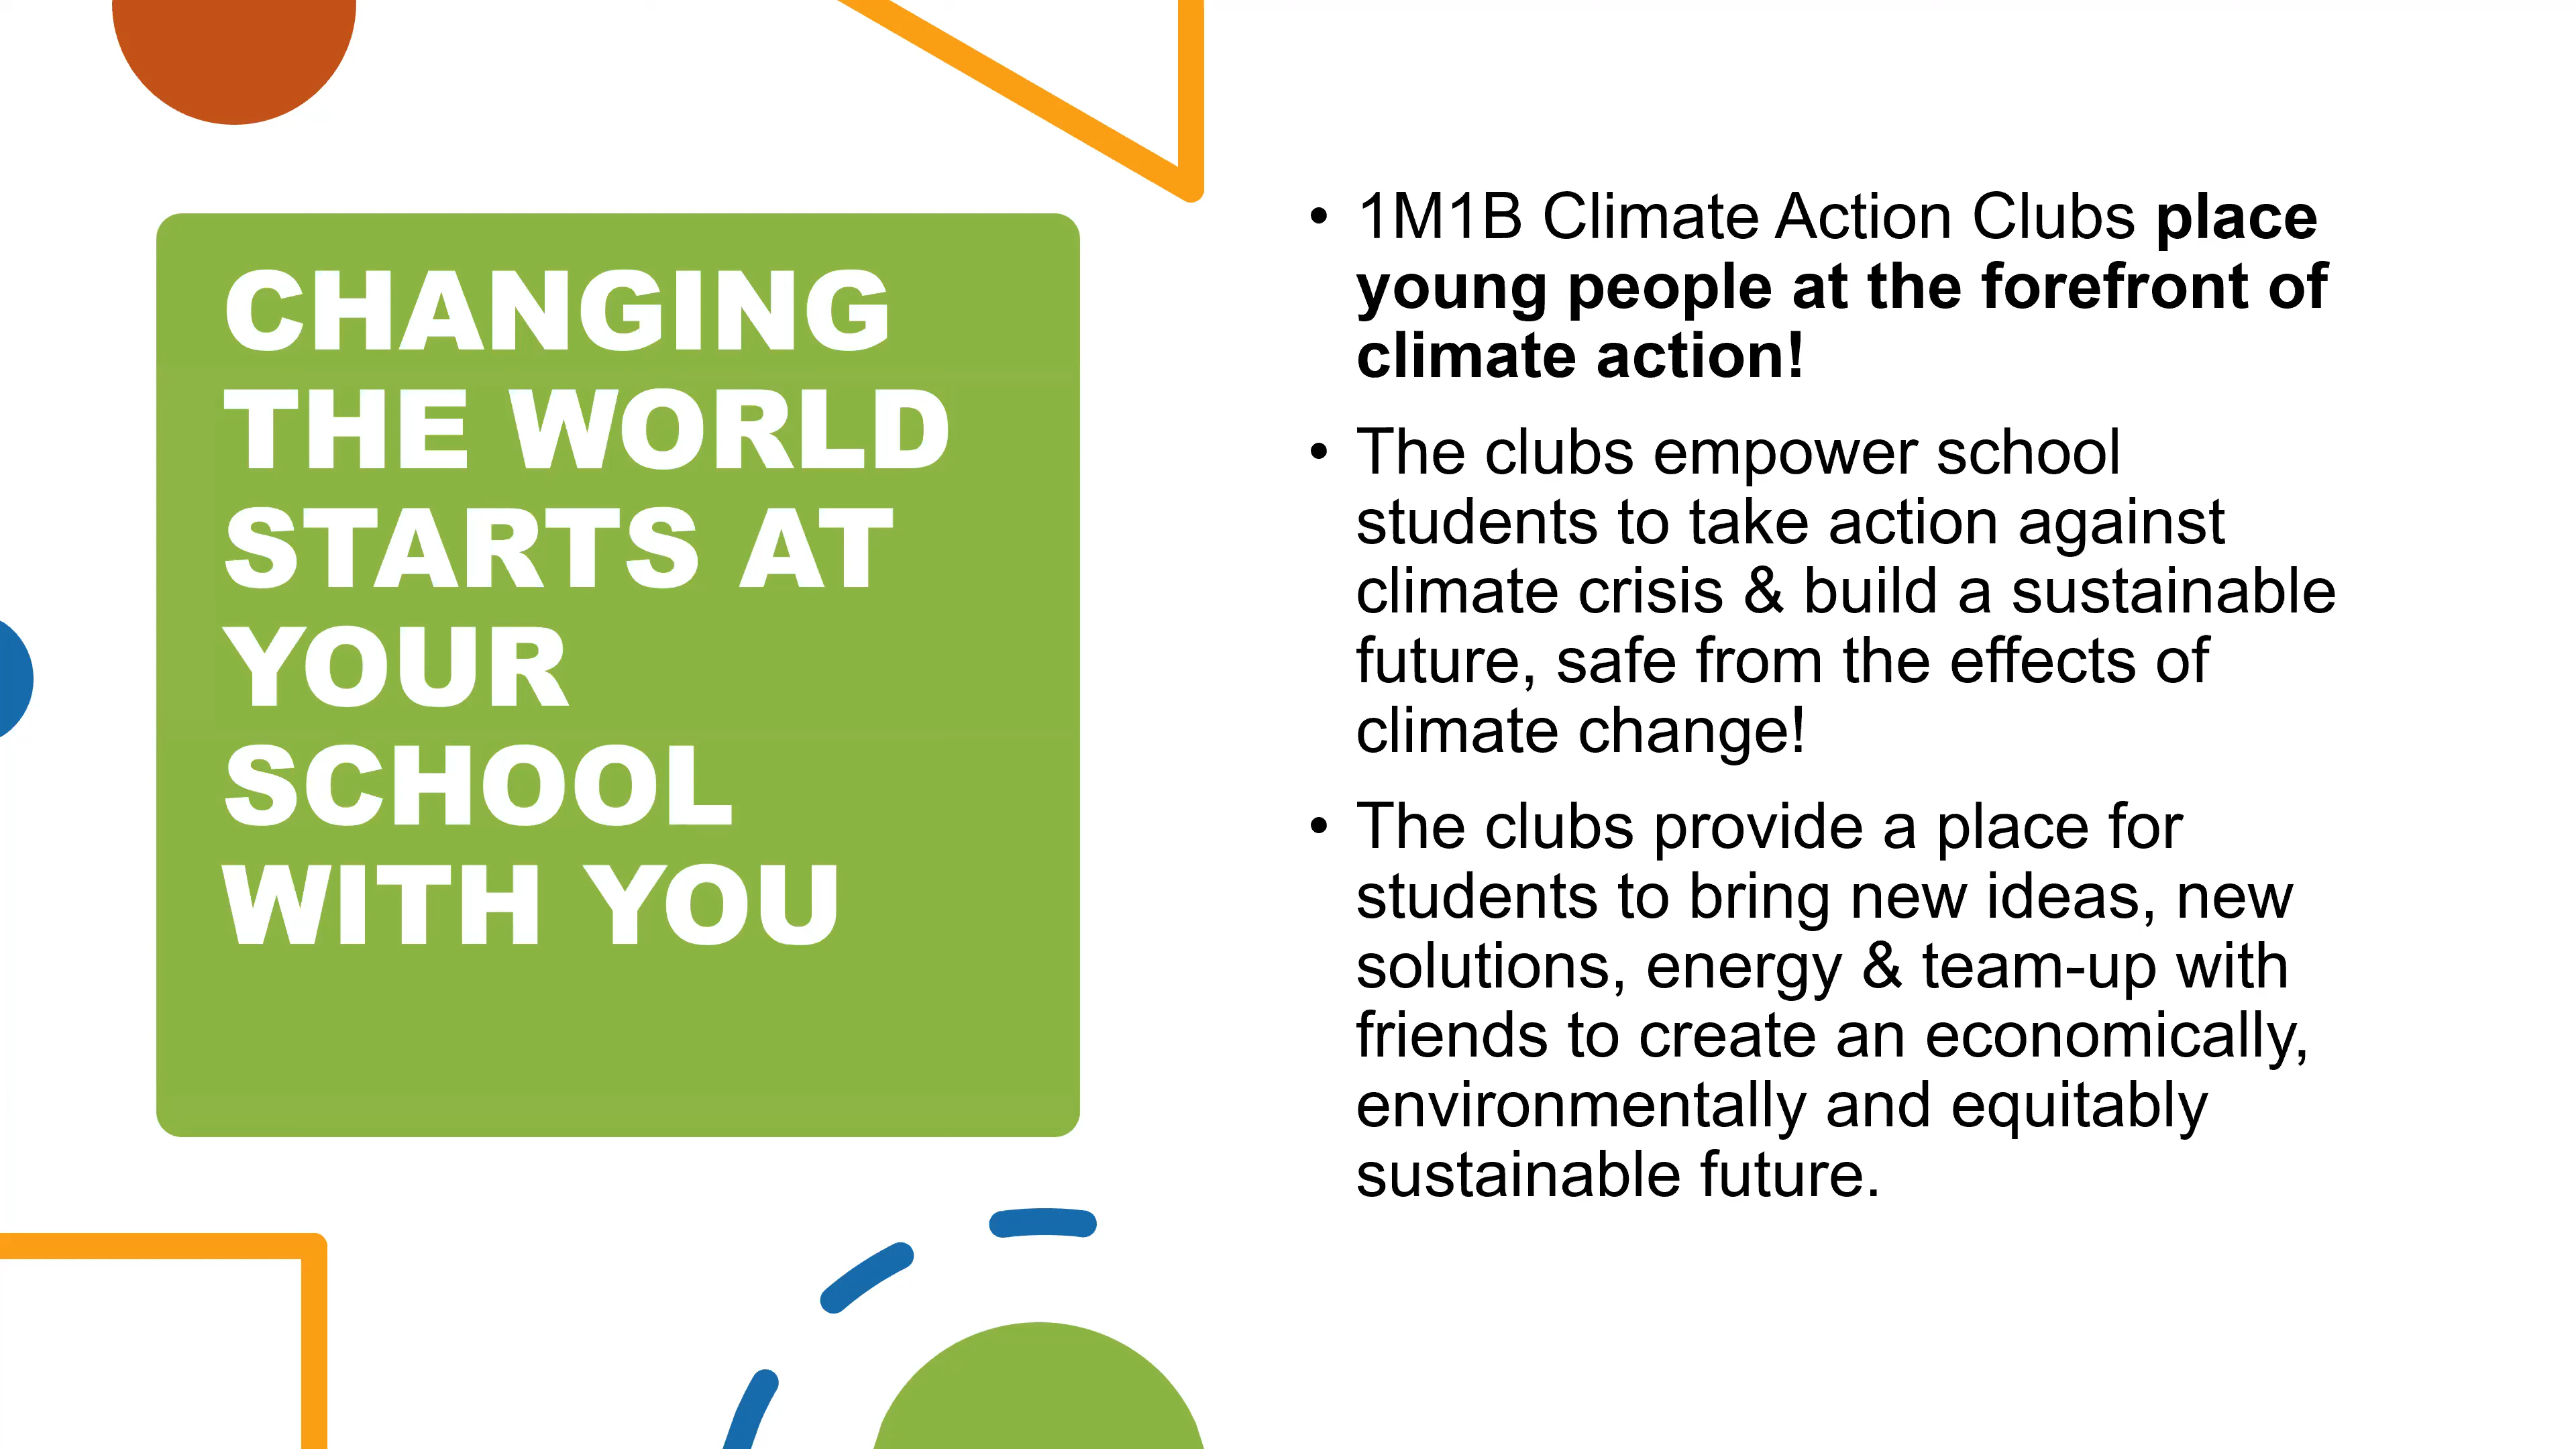 CHANGING
THE WORLD
STARTS AT
YOUR
SCHOOL
WITH YOU
• 1M1B Climate Action Clubs place
young people at the forefront of
climate action!
• The clubs empower school
students to take action against
climate crisis & build a sustainable
future, safe from the effects of
climate change!
• The clubs provide a place for
students to bring new ideas, new
solutions, energy & team-up with
friends to create an economically,
environmentally and equitably
sustainable future.